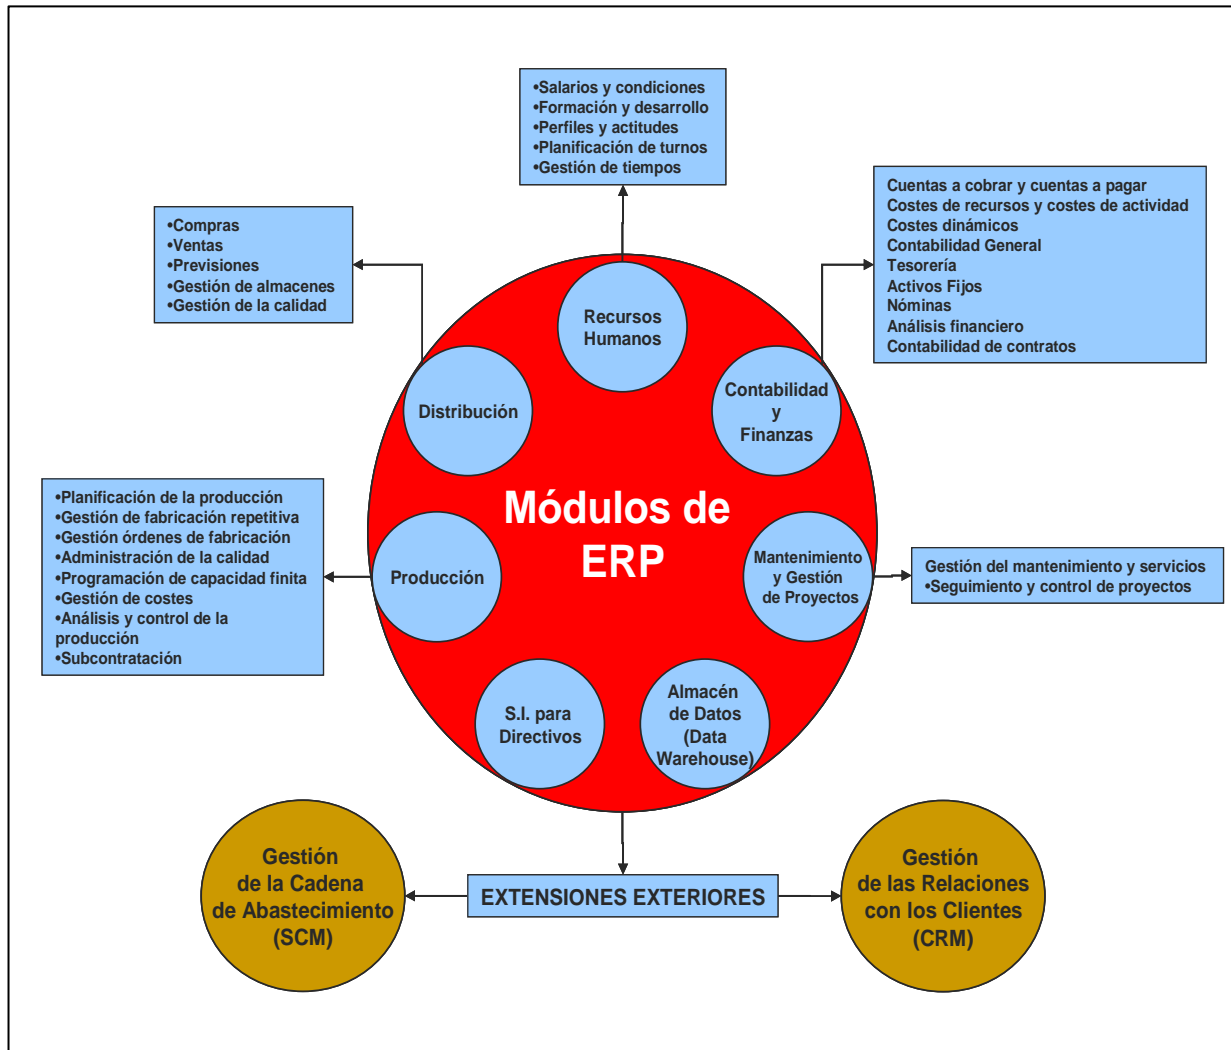 •Salarios y condiciones
•Formación y desarrollo
•Perfiles y actitudes
•Planificación de turnos
•Gestión de tiempos
Cuentas a cobrar y cuentas a pagar
Costes de recursos y costes de actividad
Costes dinámicos
Contabilidad General
Tesorería
Activos Fijos
Nóminas
Análisis financiero
Contabilidad de contratos
•Compras
•Ventas
•Previsiones
•Gestión de almacenes
•Gestión de la calidad
Recursos
Humanos
Distribución
Contabilidad
y
Finanzas
Módulos de
ERP
•Planificación de la producción
•Gestión de fabricación repetitiva
•Gestión órdenes de fabricación
•Administración de la calidad
•Programación de capacidad finita
•Gestión de costes
•Análisis y control de la
producción
•Subcontratación
Producción
Mantenimiento
y Gestión
de Proyectos
Gestión del mantenimiento y servicios
•Seguimiento y control de proyectos
S.I. para
Directivos
Almacén
de Datos
(Data
Warehouse)
Gestión
de la Cadena
de Abastecimiento
(SCM)
EXTENSIONES EXTERIORES
Gestión
de las Relaciones
con los Clientes
(CRM)